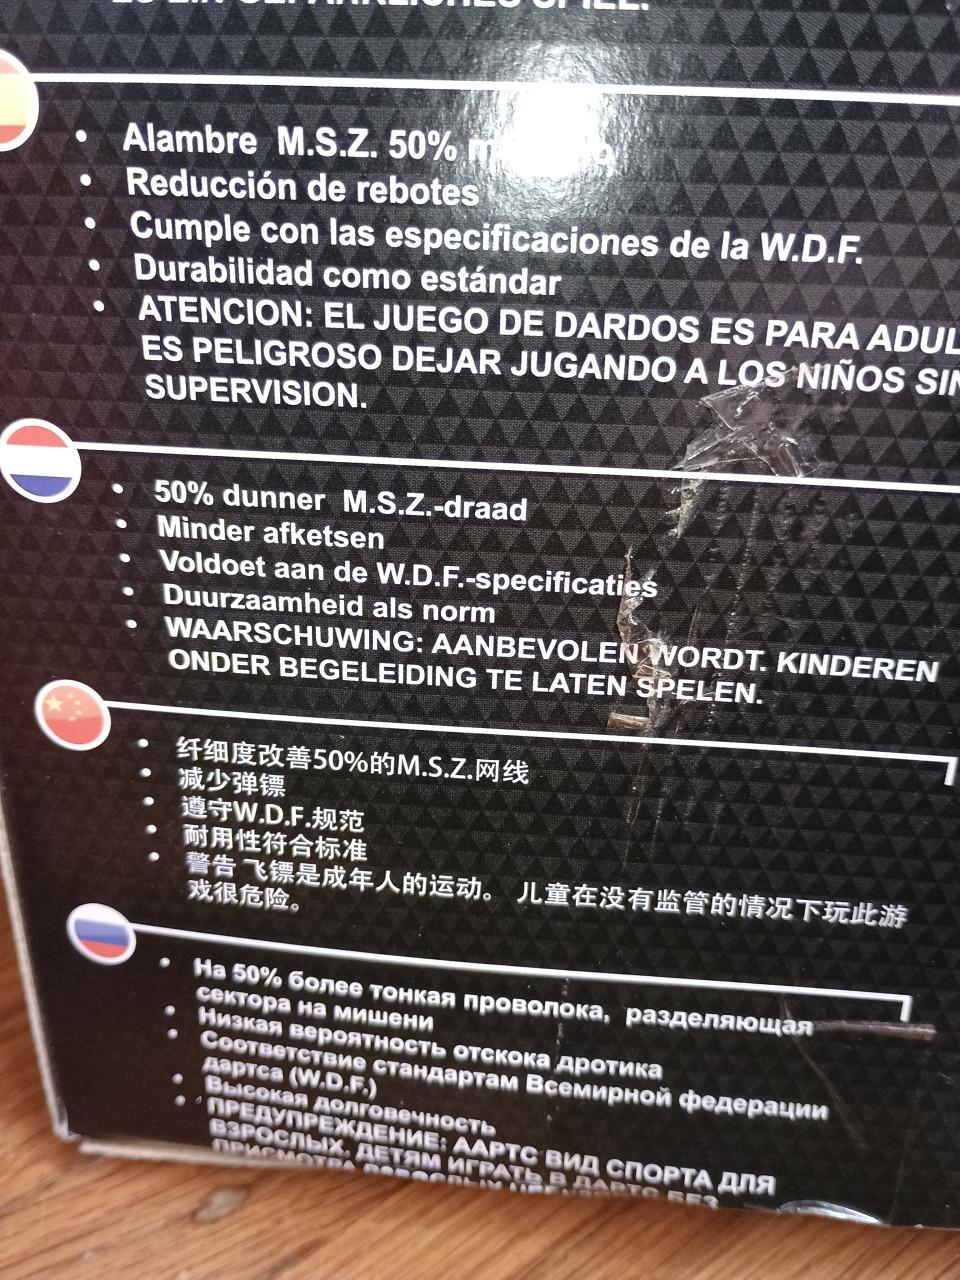 SPIEL.
• Alambre M.S.Z. 50%
• Reducción de rebotes
• Cumple con las especificaciones de la W.D.F.
• Durabilidad como estándar
• ATENCION: EL JUEGO DE DARDOS ES PARA ADUL
ES PELIGROSO DEJAR JUGANDO A LOS NIÑOS SIN
SUPERVISION.
• 50% dunner M.S.Z.-draad
• Minder afketsen
• Voldoet aan de W.D.F.-specificaties
• Duurzaamheid als norm
• WAARSCHUWING: AANBEVOLEN WORDT. KINDEREN
ONDER BEGELEIDING TE LATEN SPELEN.
• 纤细度改善50%的M.S.Z.网线
• 减少弹镖
• 遵守W.D.F.规范
• 耐用性符合标准
• 警告 飞镖是成年人的运动。 儿童在没有监管的情况下玩此游
戏很危险。
• На 50% более тонкая проволока, разделяющая
сектора на мишени
• Низкая вероятность отскока дротика
• Соответствие стандартам Всемирной федерации
дартса (W.D.F.)
• Высокая долговечность
• ПРЕДУПРЕЖДЕНИЕ: ААРТС ВИД СПОРТА ДЛЯ
ВЗРОСЛЫХ. ДЕТЯМ ИГРАТЬ В ДАРТС БЕЗ
ПРИСМОТРА ВЗРОСЛЫХ